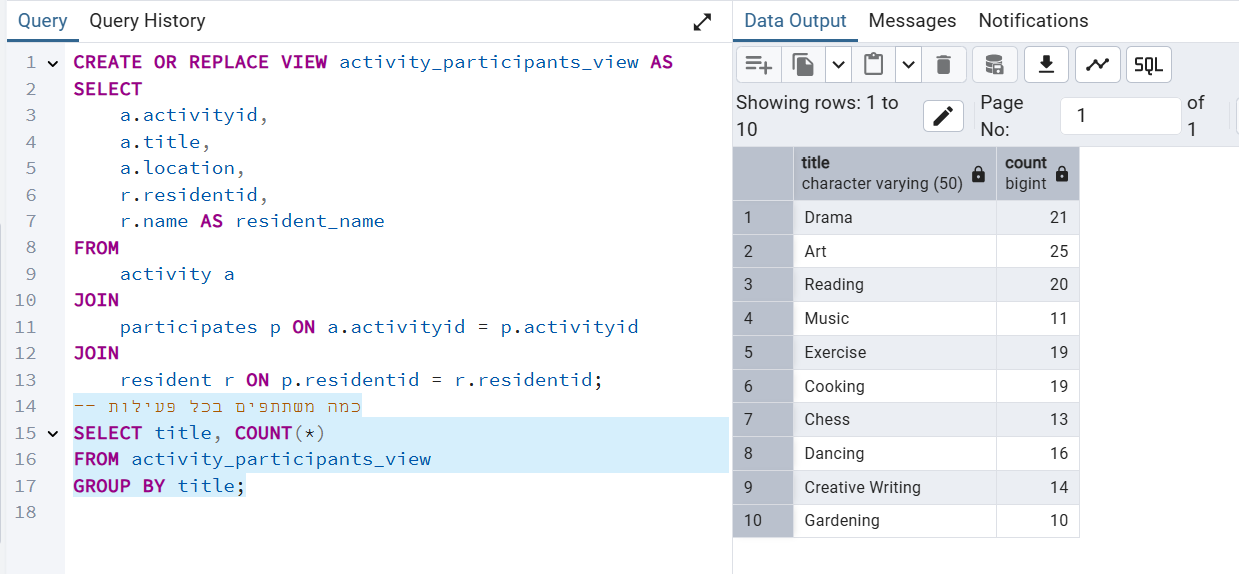 Query Query History
1 CREATE OR REPLACE VIEW activity_participants_view AS
2 SELECT
3 a.activityid,
4 a.title,
5 a.location,
6 r.residentid,
7 r.name AS resident_name
8 FROM
9 activity a
10 JOIN
11 participates p ON a.activityid = p.activityid
12 JOIN
13 resident r ON p.residentid = r.residentid;
14 -- כמה משתתפים בכל פעילות
15 SELECT title, COUNT(*)
16 FROM activity_participants_view
17 GROUP BY title;
18
Data Output Messages Notifications
SQL
Showing rows: 1 to
10
Page
No:
1
of
1
title
character varying (50)
count
bigint
1 Drama 21
2 Art 25
3 Reading 20
4 Music 11
5 Exercise 19
6 Cooking 19
7 Chess 13
8 Dancing 16
9 Creative Writing 14
10 Gardening 10